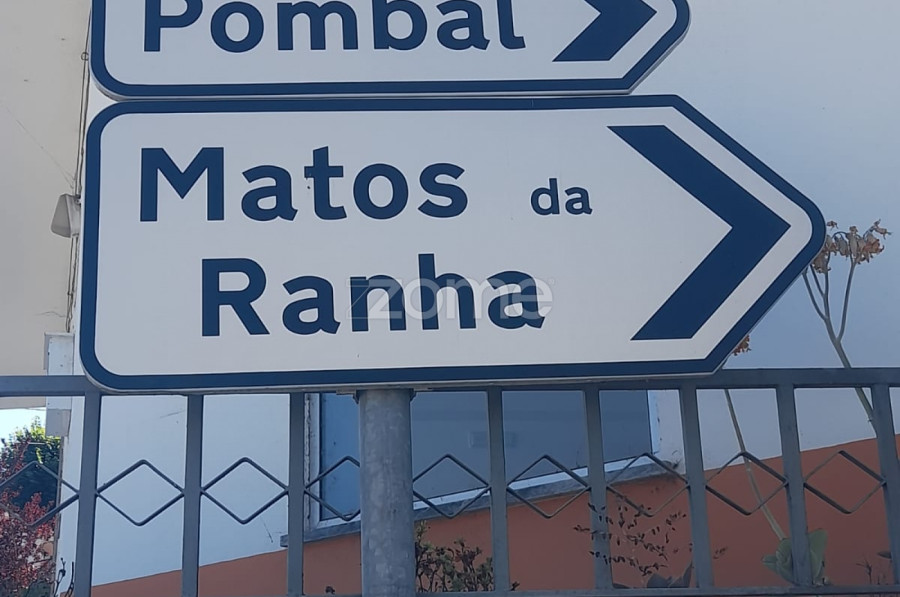 Pombal
Matos da
Ranha
zome